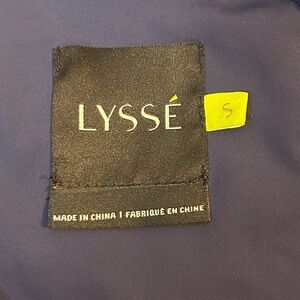 LYSSÉ
S
MADE IN CHINA | FABRIQUÉ EN CHINE